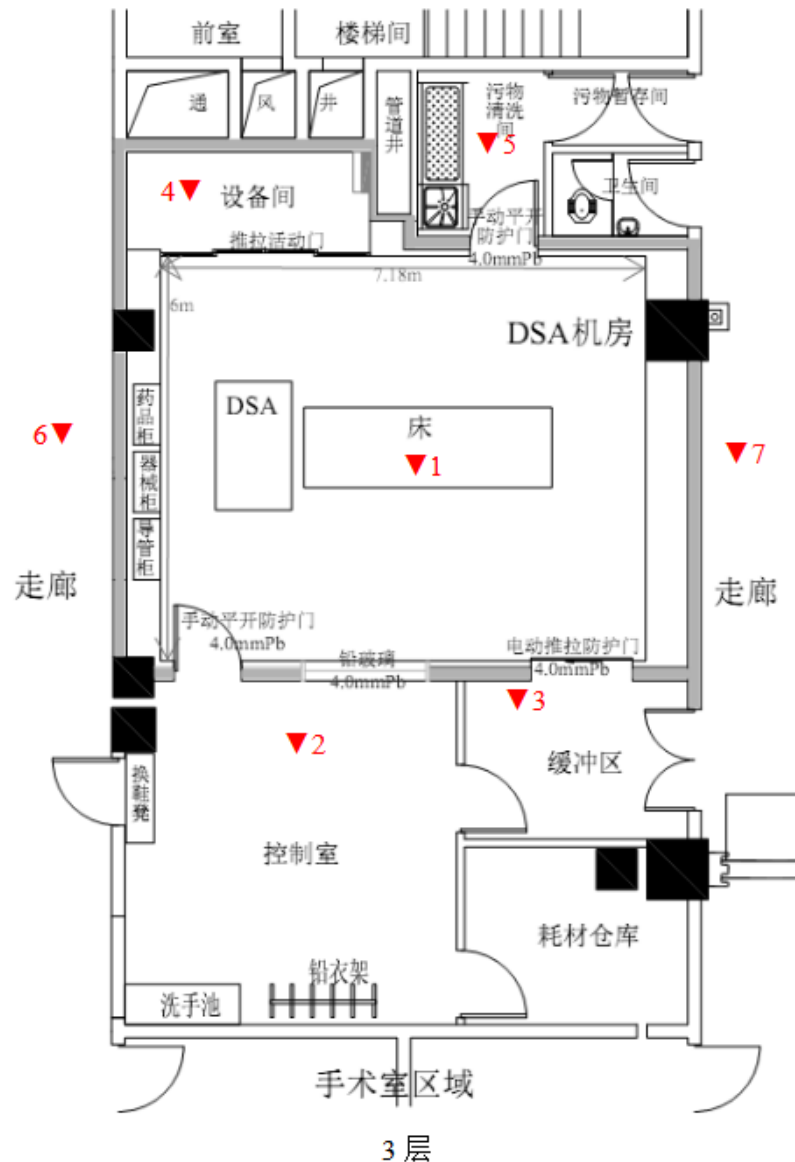 前室
楼梯间
通
风
井
管道井
污物清洗间
污物暂存间
▼5
4▼
设备间
卫生间
推拉活动门
手动平开
防护门
4.0mmPb
7.18m
6m
DSA机房
DSA
床
▼1
药品柜
器械柜
导管柜
6▼
▼7
走廊
走廊
手动平开防护门
4.0mmPb
铅玻璃
4.0mmPb
电动推拉防护门
4.0mmPb
▼3
▼2
缓冲区
换鞋凳
控制室
耗材仓库
铅衣架
洗手池
手术室区域
3 层